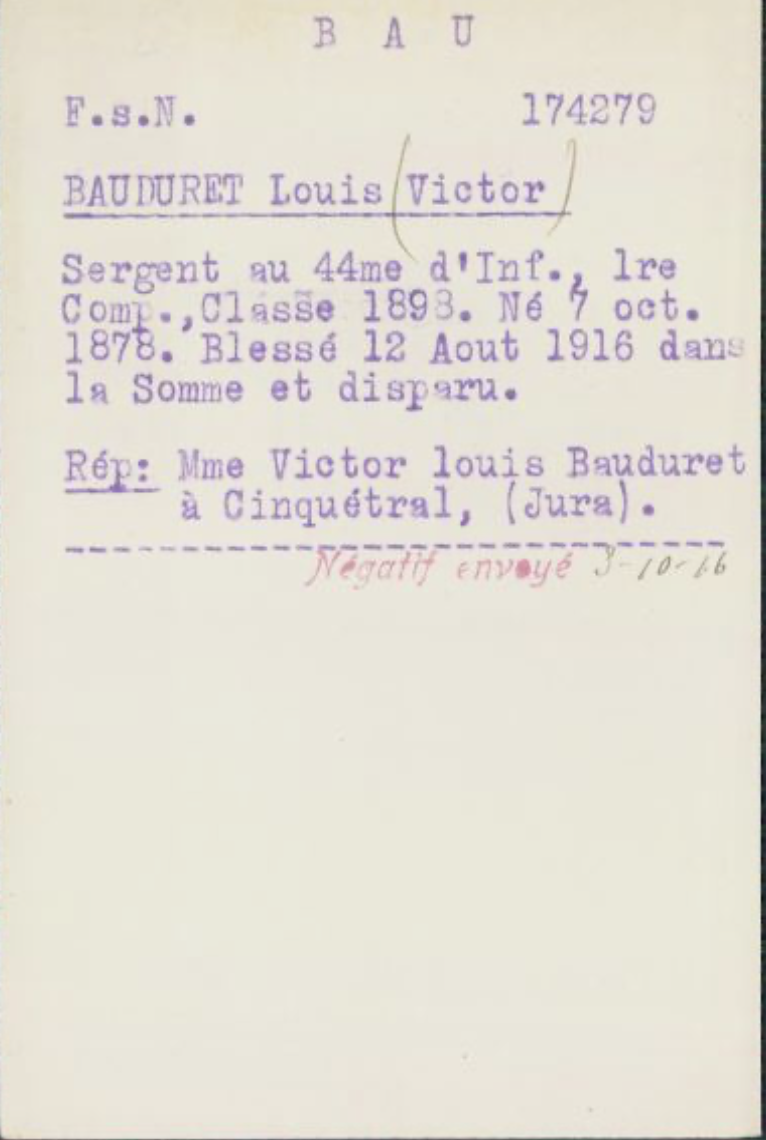 B A U
F.s.N. 174279
BAUDURET Louis (Victor)
Sergent au 44me d'Inf., 1re
Comp.,Classe 1898. Né 7 oct.
1878. Blessé 12 Aout 1916 dans
la Somme et disparu.
Rép: Mme Victor louis Bauduret
à Cinquétral, (Jura).
Négatif envoyé 3-10-16